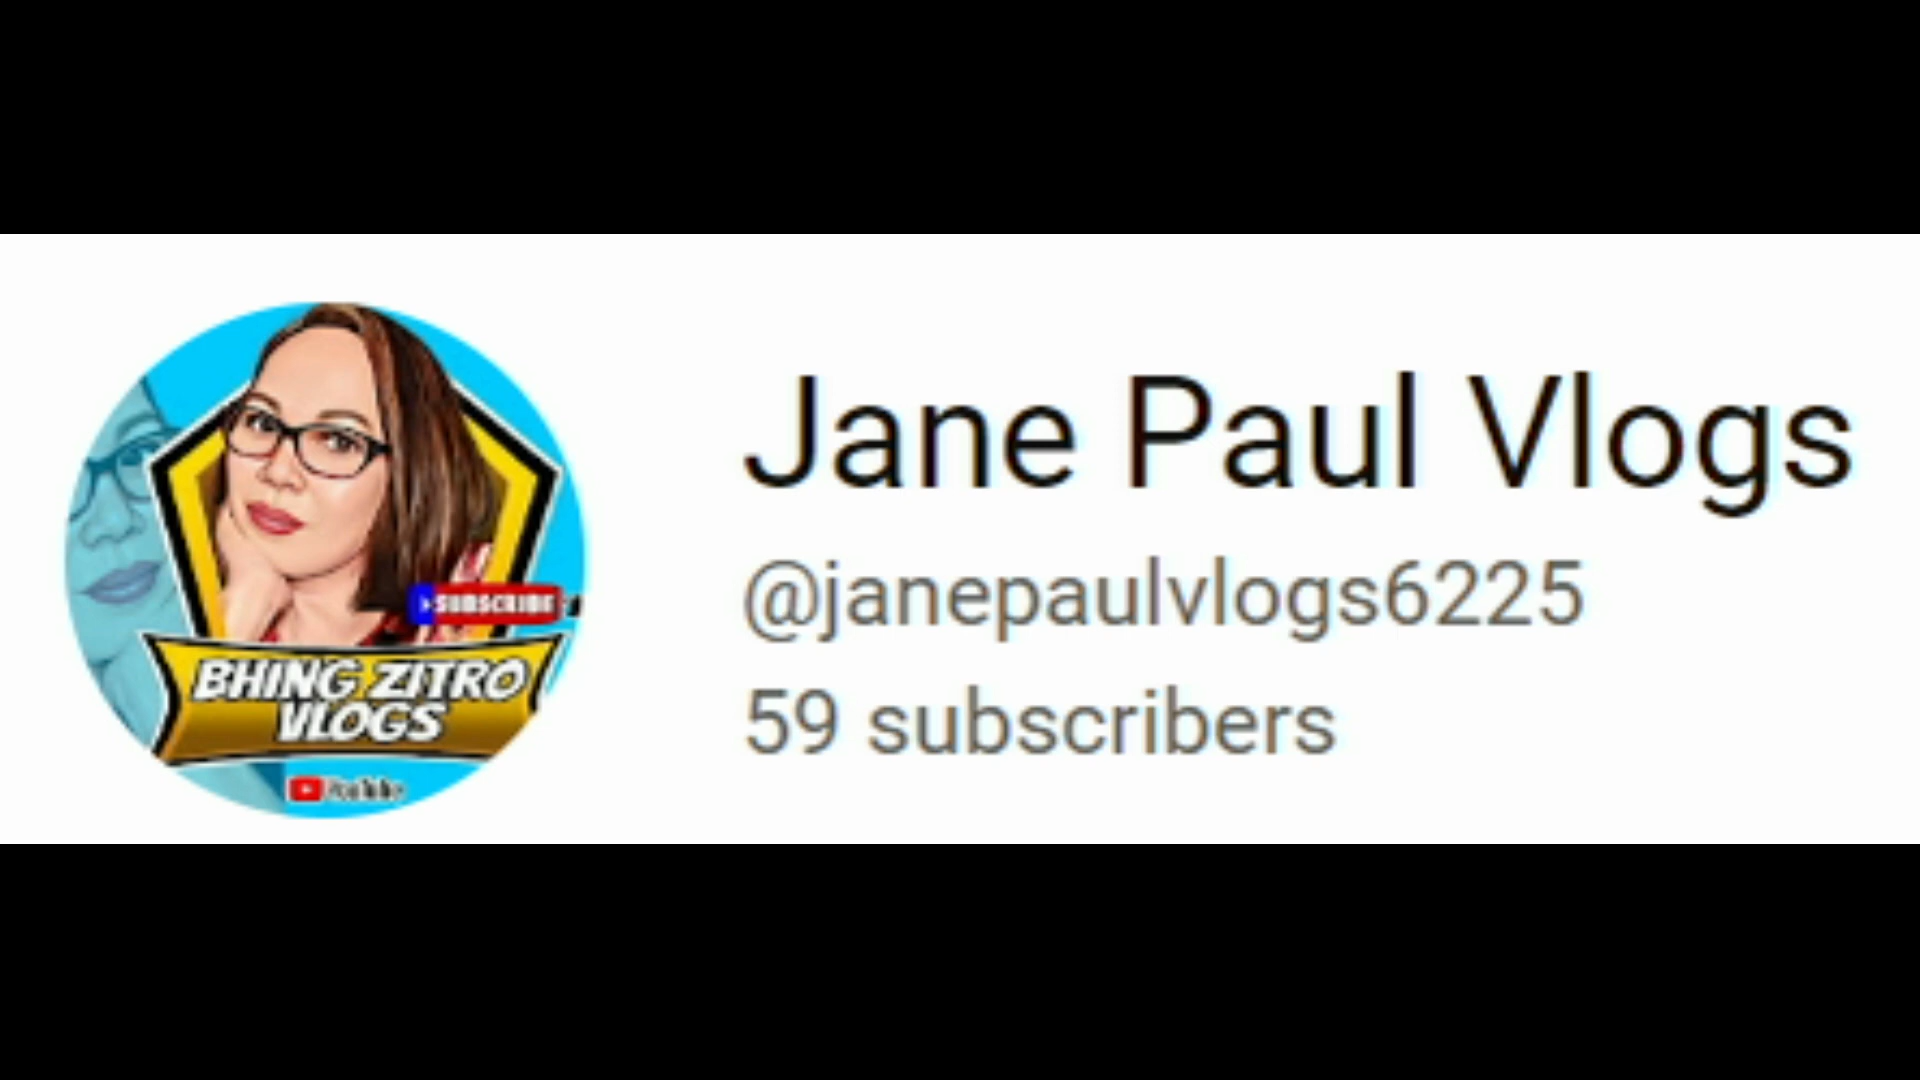 Jane Paul Vlogs
@janepaulvlogs6225
59 subscribers
SUBSCRIBE
BHING ZITRO
VLOGS
YouTube